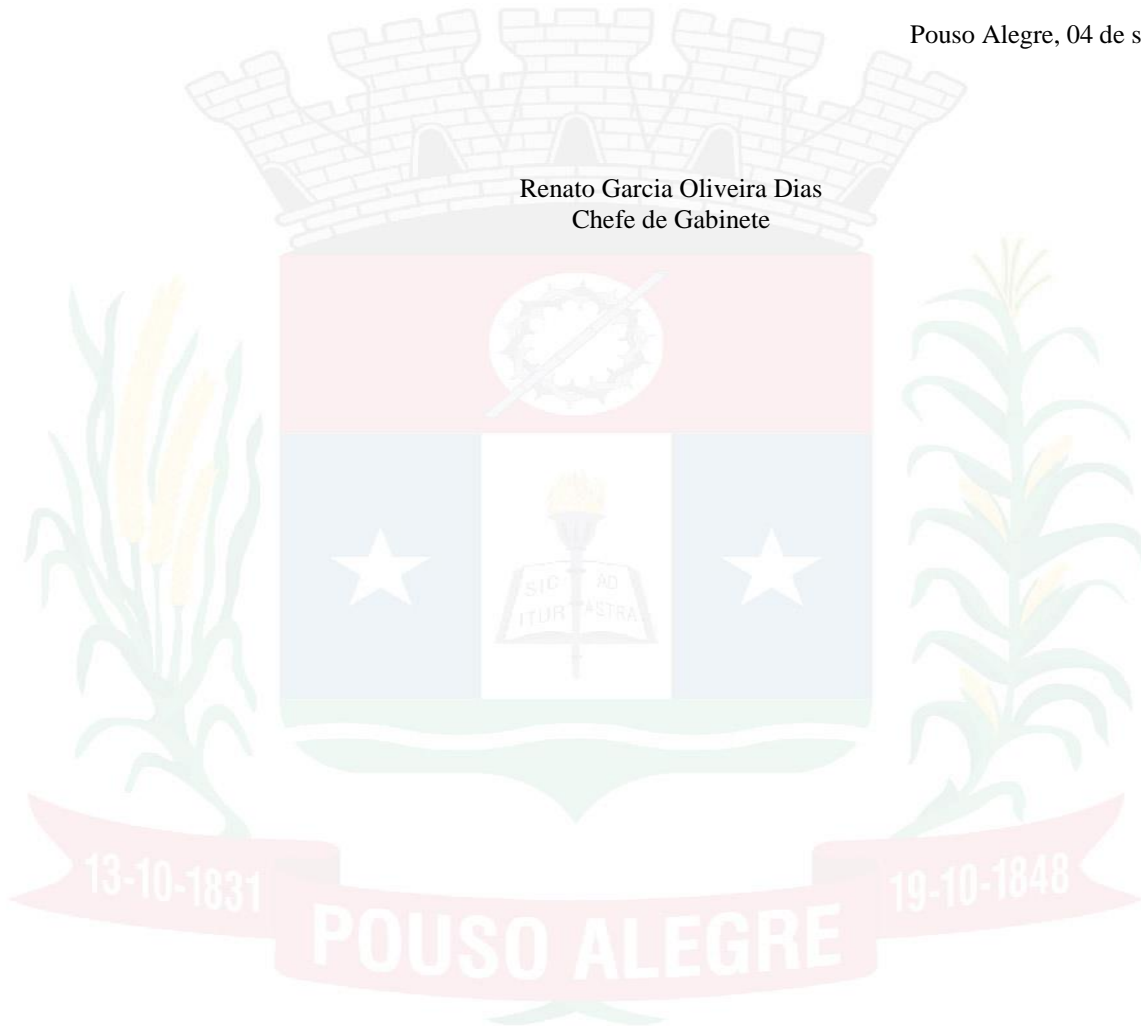 Pouso Alegre, 04 de s
Renato Garcia Oliveira Dias
Chefe de Gabinete
SIC AD
ITUR ASTRA
13-10-1831
19-10-1848
POUSO ALEGRE